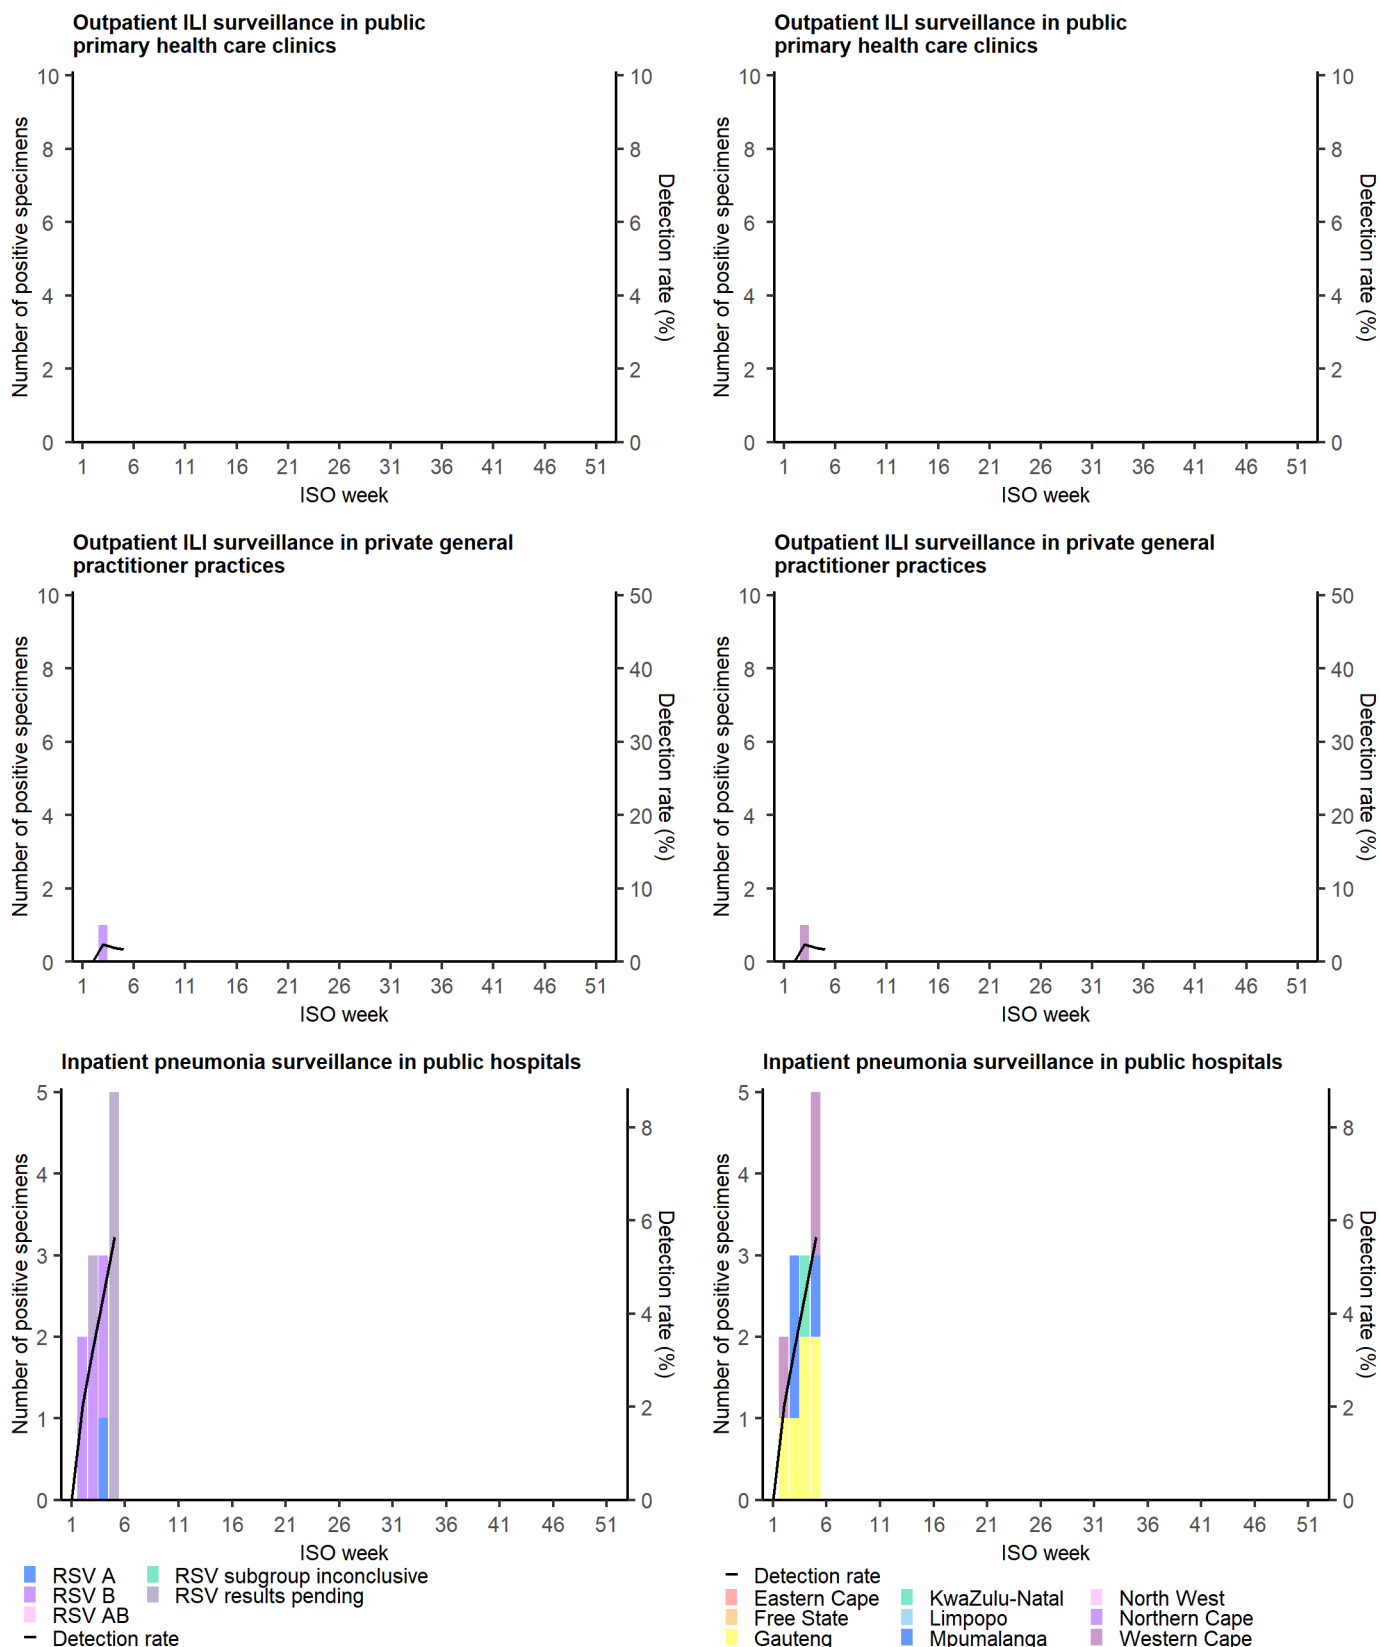 Outpatient ILI surveillance in public
primary health care clinics
10
8
6
4
2
0
Number of positive specimens
10
8
6
4
2
0
Detection rate (%)
1 6 11 16 21 26 31 36 41 46 51
ISO week
Outpatient ILI surveillance in public
primary health care clinics
10
8
6
4
2
0
Number of positive specimens
10
8
6
4
2
0
Detection rate (%)
1 6 11 16 21 26 31 36 41 46 51
ISO week
Outpatient ILI surveillance in private general
practitioner practices
10
8
6
4
2
0
Number of positive specimens
50
40
30
20
10
0
Detection rate (%)
1 6 11 16 21 26 31 36 41 46 51
ISO week
Outpatient ILI surveillance in private general
practitioner practices
10
8
6
4
2
0
Number of positive specimens
50
40
30
20
10
0
Detection rate (%)
1 6 11 16 21 26 31 36 41 46 51
ISO week
Inpatient pneumonia surveillance in public hospitals
5
4
3
2
1
0
Number of positive specimens
8
6
4
2
0
Detection rate (%)
1 6 11 16 21 26 31 36 41 46 51
ISO week
RSV A
RSV B
RSV AB
Detection rate
RSV subgroup inconclusive
RSV results pending
Inpatient pneumonia surveillance in public hospitals
5
4
3
2
1
0
Number of positive specimens
8
6
4
2
0
Detection rate (%)
1 6 11 16 21 26 31 36 41 46 51
ISO week
Detection rate
Eastern Cape
Free State
Gauteng
KwaZulu-Natal
Limpopo
Mpumalanga
North West
Northern Cape
Western Cape